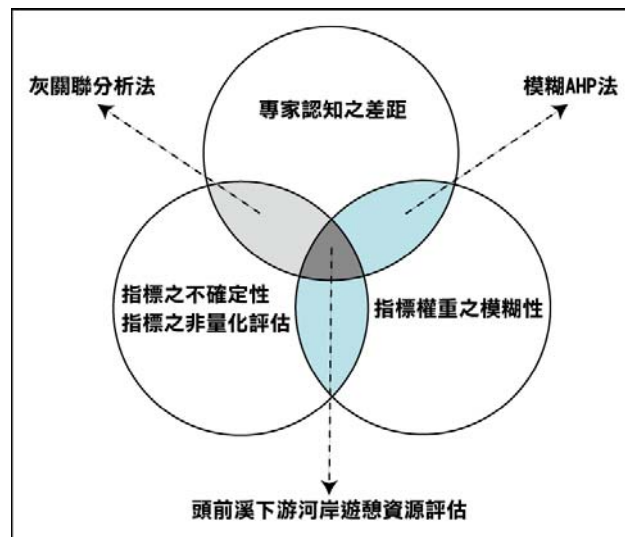 灰關聯分析法
模糊AHP法
專家認知之差距
指標之不確定性
指標之非量化評估
指標權重之模糊性
頭前溪下游河岸遊憩資源評估